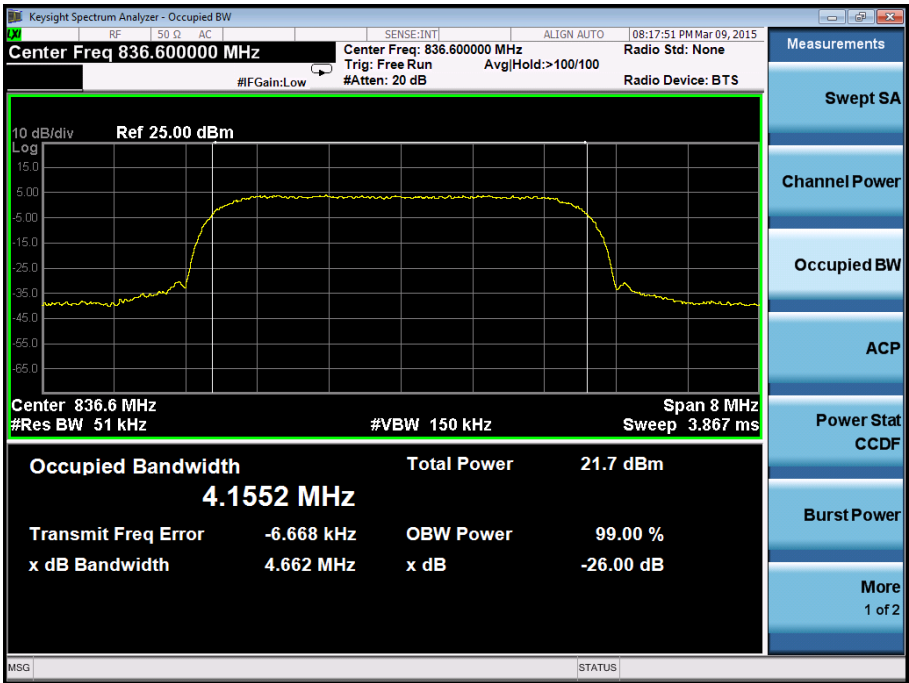 Keysight Spectrum Analyzer - Occupied BW
LXI RF 50 Ω AC SENSE:INT ALIGN AUTO 08:17:51 PM Mar 09, 2015
Center Freq 836.600000 MHz
Center Freq: 836.600000 MHz
Radio Std: None
Trig: Free Run Avg|Hold:>100/100
#IFGain:Low
#Atten: 20 dB
Radio Device: BTS
Measurements
Swept SA
Channel Power
Occupied BW
ACP
Power Stat
CCDF
Burst Power
More
1 of 2
10 dB/div Ref 25.00 dBm
Log
15.0
5.00
-5.00
-15.0
-25.0
-35.0
-45.0
-55.0
-65.0
Center 836.6 MHz Span 8 MHz
#Res BW 51 kHz #VBW 150 kHz Sweep 3.867 ms
Occupied Bandwidth Total Power 21.7 dBm
4.1552 MHz
Transmit Freq Error -6.668 kHz OBW Power 99.00 %
x dB Bandwidth 4.662 MHz x dB -26.00 dB
MSG STATUS